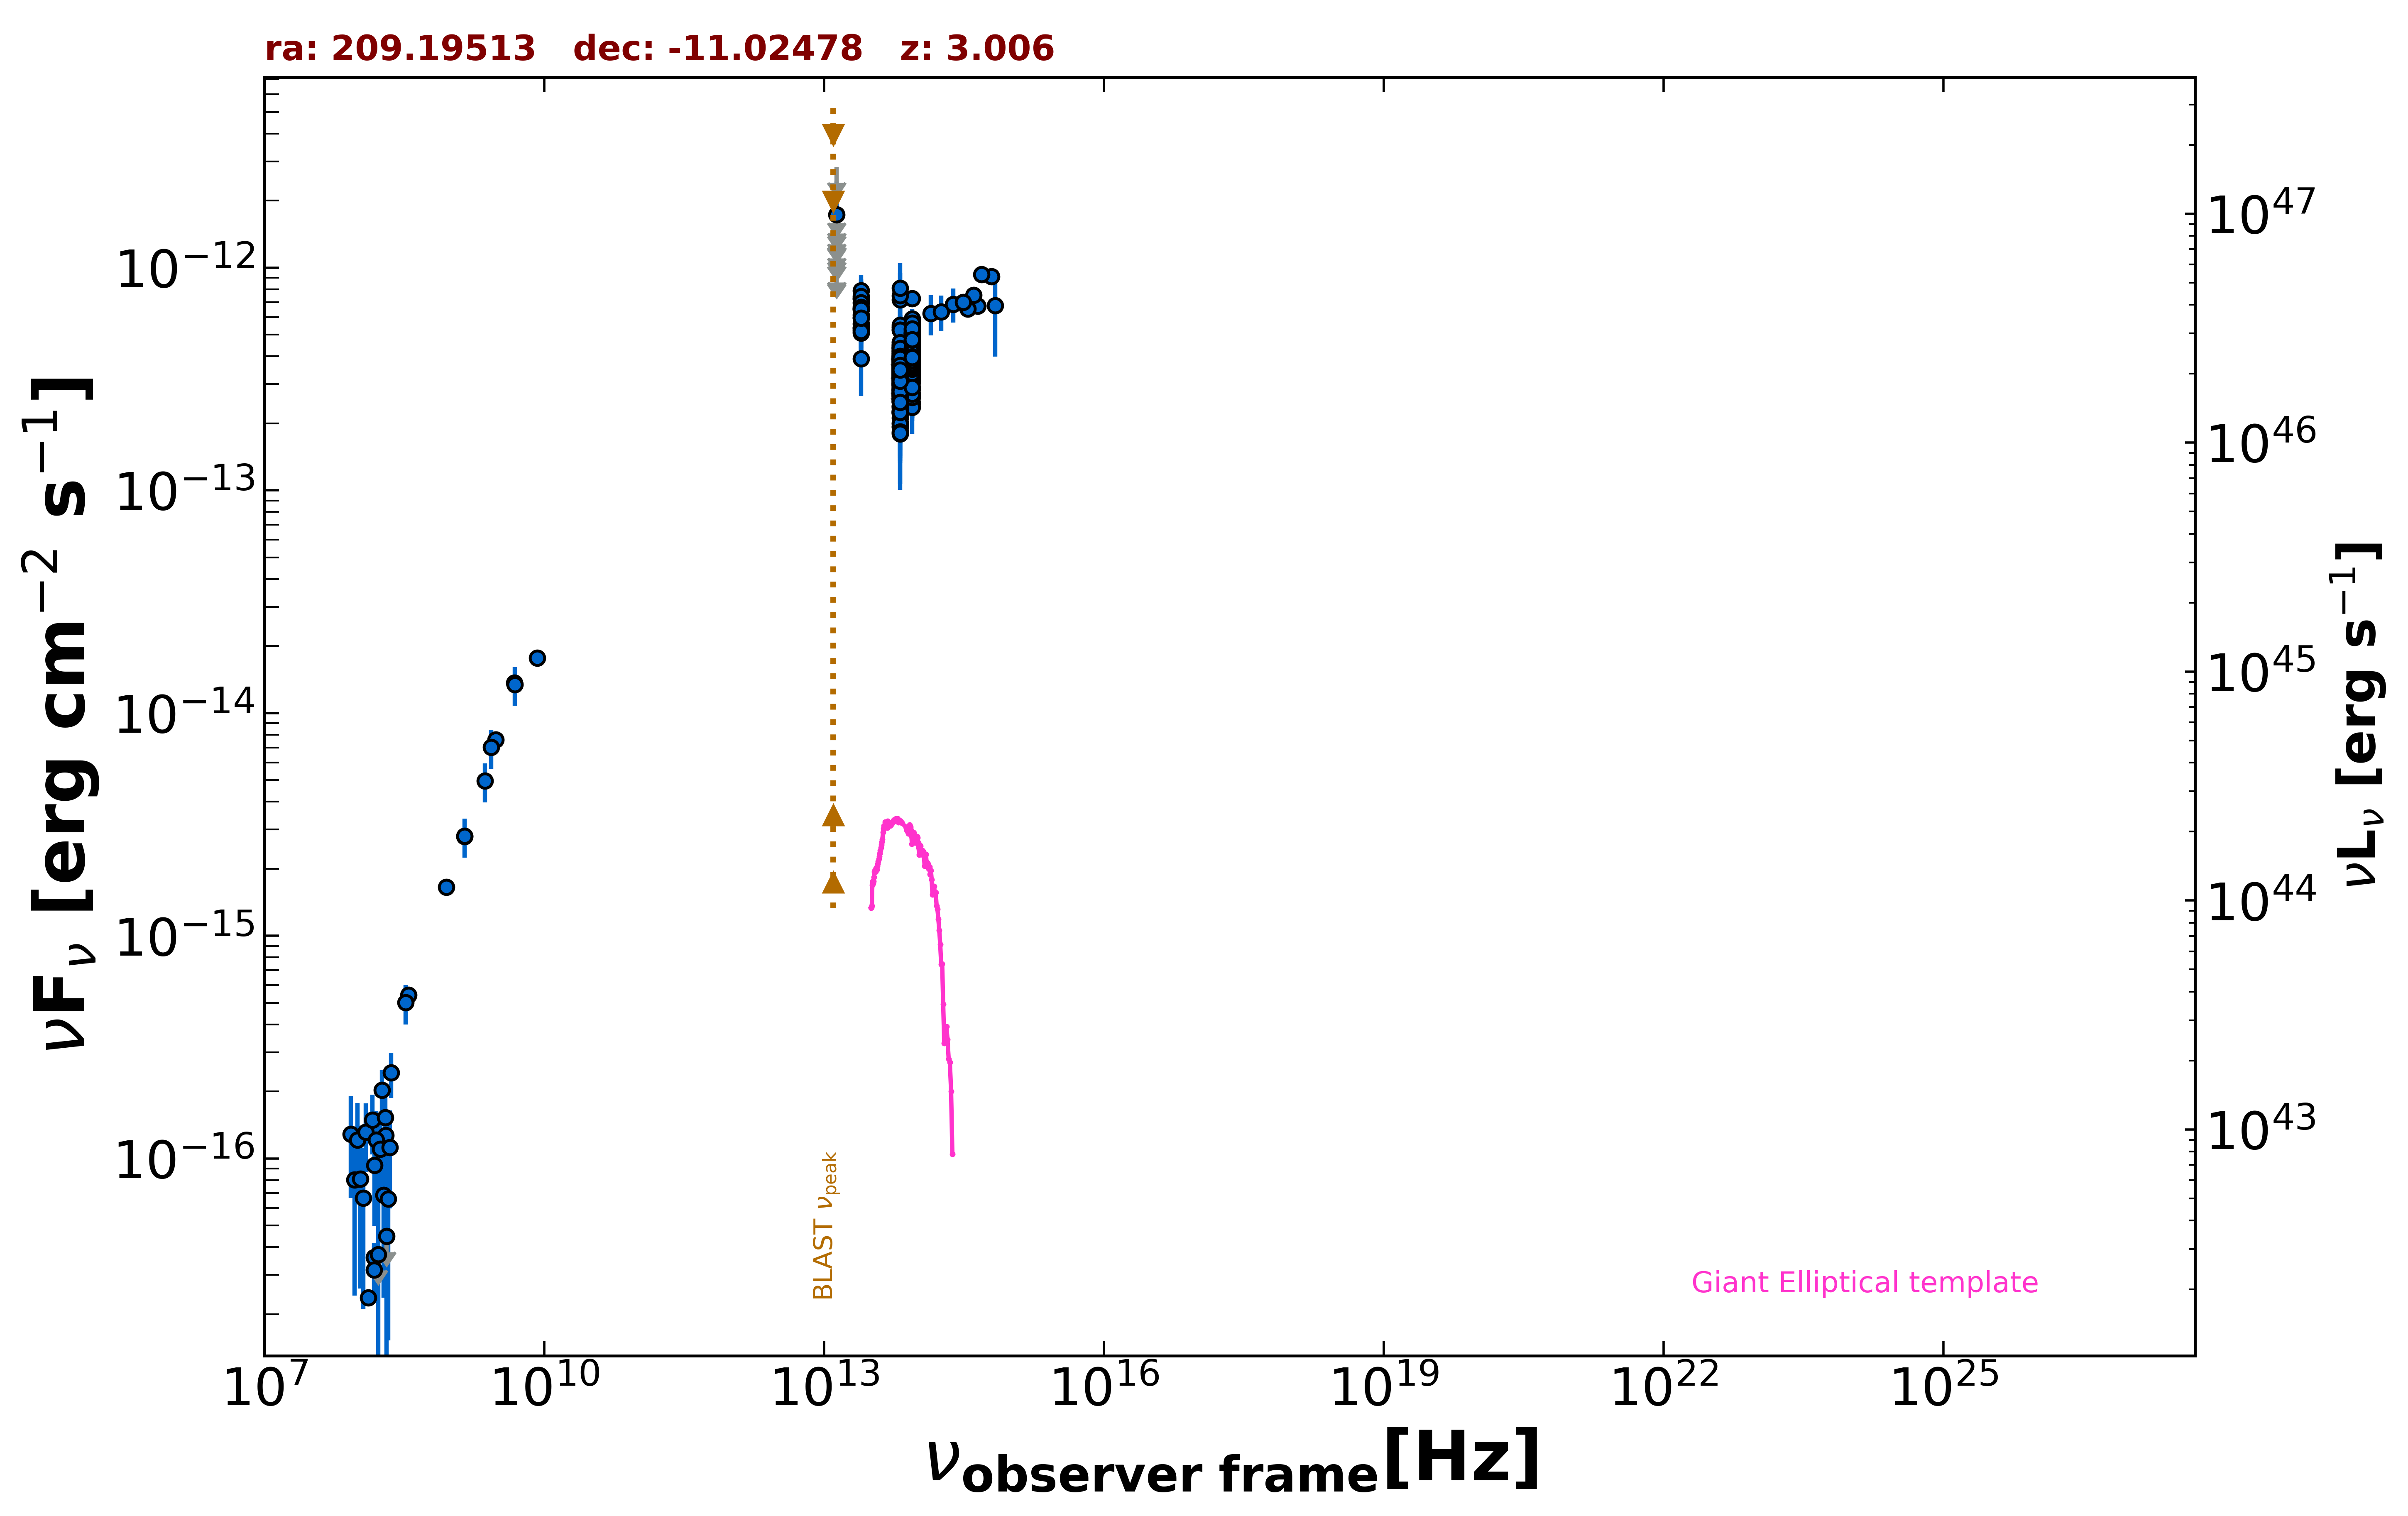 ra: 209.19513 dec: -11.02478 z: 3.006
νF_ν [erg cm^−2 s^−1]
10^−12
10^−13
10^−14
10^−15
10^−16
10^47
10^46
10^45
10^44
10^43
νL_ν [erg s^−1]
BLAST ν_peak
Giant Elliptical template
10^7 10^10 10^13 10^16 10^19 10^22 10^25
ν_observer frame [Hz]